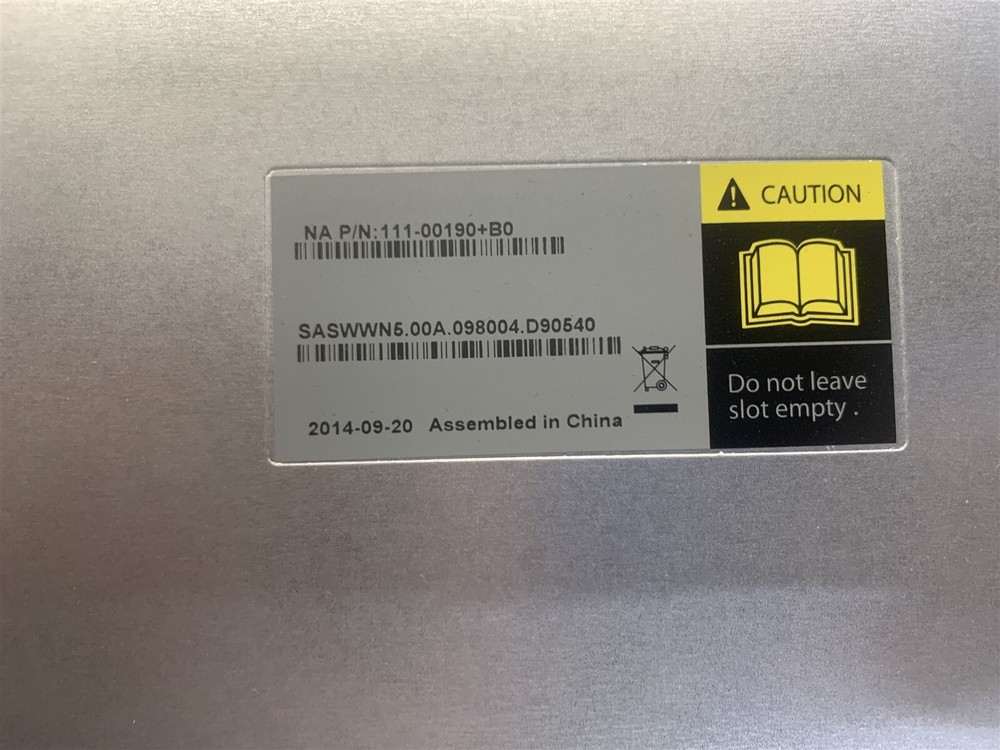 NA P/N:111-00190+B0
SASWWN5.00A.098004.D90540
2014-09-20 Assembled in China
CAUTION
Do not leave
slot empty .